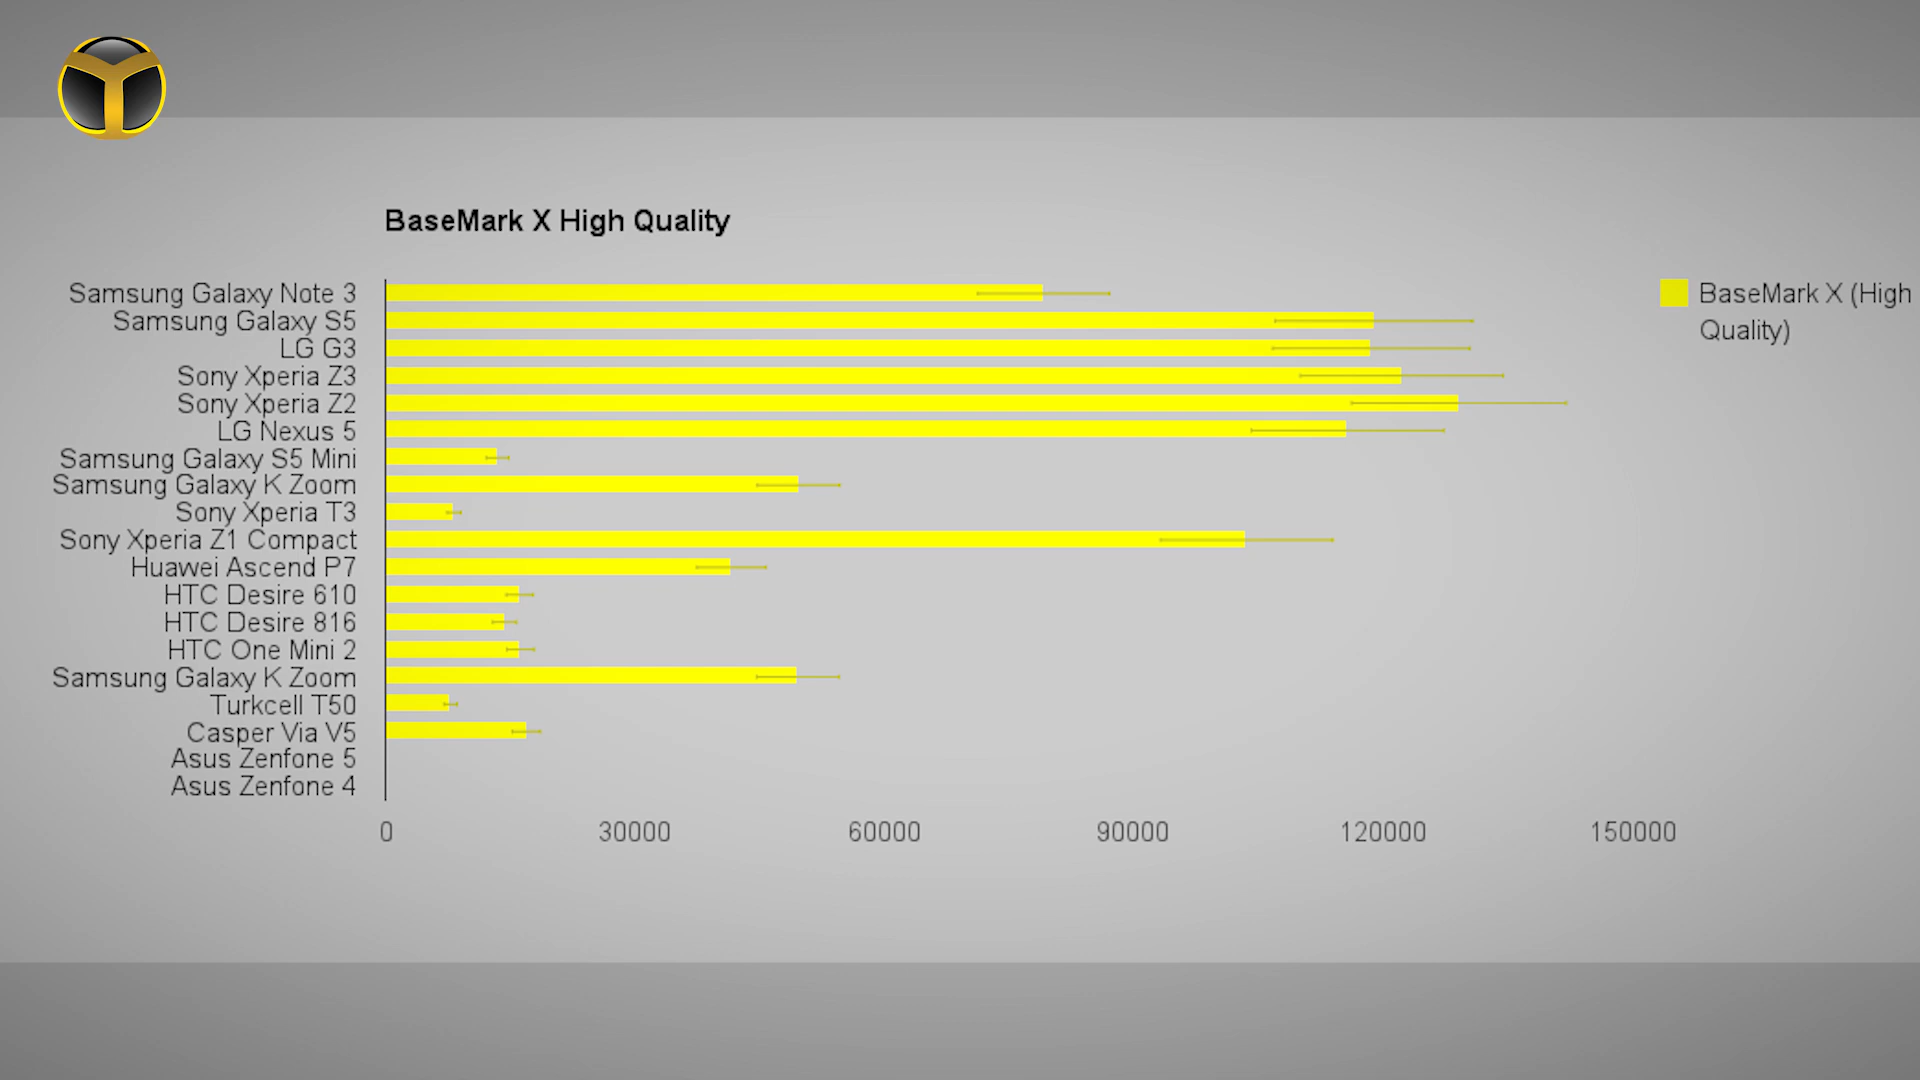 BaseMark X High Quality
Samsung Galaxy Note 3
Samsung Galaxy S5
LG G3
Sony Xperia Z3
Sony Xperia Z2
LG Nexus 5
Samsung Galaxy S5 Mini
Samsung Galaxy K Zoom
Sony Xperia T3
Sony Xperia Z1 Compact
Huawei Ascend P7
HTC Desire 610
HTC Desire 816
HTC One Mini 2
Samsung Galaxy K Zoom
Turkcell T50
Casper Via V5
Asus Zenfone 5
Asus Zenfone 4
0 30000 60000 90000 120000 150000
BaseMark X (High
Quality)